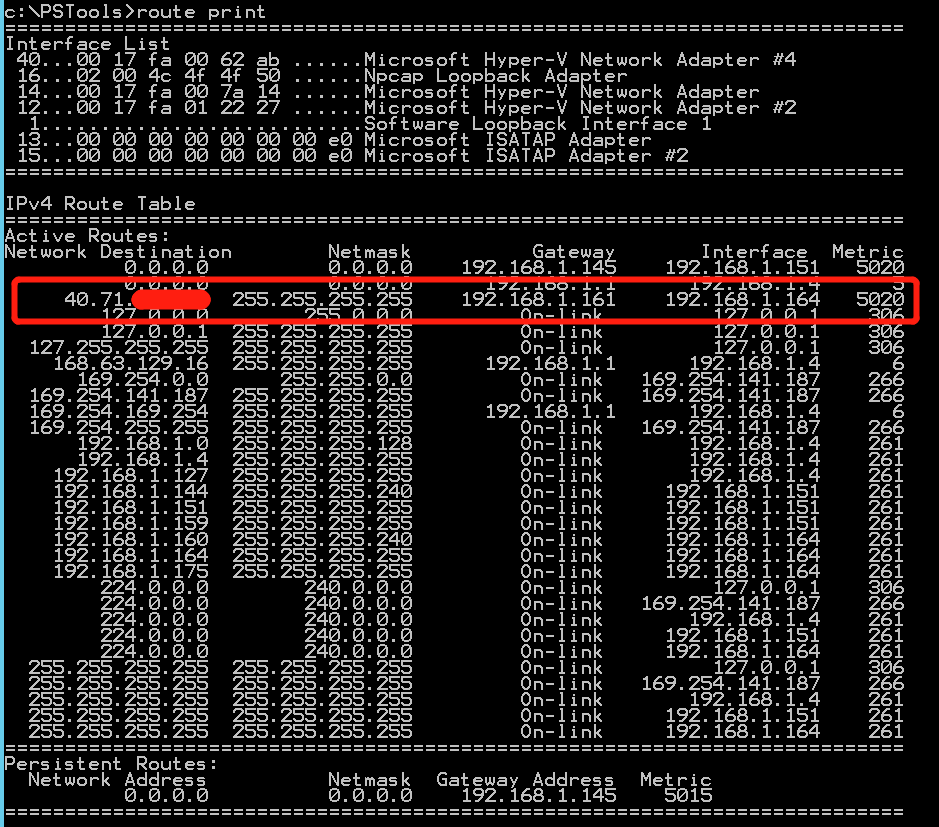 c:\PSTools>route print
===========================================================================
Interface List
40...00 17 fa 00 62 ab ......Microsoft Hyper-V Network Adapter #4
16...02 00 4c 4f 4f 50 ......Npcap Loopback Adapter
14...00 17 fa 00 7a 14 ......Microsoft Hyper-V Network Adapter
12...00 17 fa 01 22 27 ......Microsoft Hyper-V Network Adapter #2
1...........................Software Loopback Interface 1
13...00 00 00 00 00 00 00 e0 Microsoft ISATAP Adapter
15...00 00 00 00 00 00 00 e0 Microsoft ISATAP Adapter #2
===========================================================================
IPv4 Route Table
===========================================================================
Active Routes:
Network Destination Netmask Gateway Interface Metric
0.0.0.0 0.0.0.0 192.168.1.145 192.168.1.151 5020
0.0.0.0 0.0.0.0 192.168.1.1 192.168.1.4 5
40.71. 255.255.255.255 192.168.1.161 192.168.1.164 5020
127.0.0.0 255.0.0.0 On-link 127.0.0.1 306
127.0.0.1 255.255.255.255 On-link 127.0.0.1 306
127.255.255.255 255.255.255.255 On-link 127.0.0.1 306
168.63.129.16 255.255.255.255 192.168.1.1 192.168.1.4 6
169.254.0.0 255.255.0.0 On-link 169.254.141.187 266
169.254.141.187 255.255.255.255 On-link 169.254.141.187 266
169.254.169.254 255.255.255.255 192.168.1.1 192.168.1.4 6
169.254.255.255 255.255.255.255 On-link 169.254.141.187 266
192.168.1.0 255.255.255.128 On-link 192.168.1.4 261
192.168.1.4 255.255.255.255 On-link 192.168.1.4 261
192.168.1.127 255.255.255.255 On-link 192.168.1.4 261
192.168.1.144 255.255.255.240 On-link 192.168.1.151 261
192.168.1.151 255.255.255.255 On-link 192.168.1.151 261
192.168.1.159 255.255.255.255 On-link 192.168.1.151 261
192.168.1.160 255.255.255.240 On-link 192.168.1.164 261
192.168.1.164 255.255.255.255 On-link 192.168.1.164 261
192.168.1.175 255.255.255.255 On-link 192.168.1.164 261
224.0.0.0 240.0.0.0 On-link 127.0.0.1 306
224.0.0.0 240.0.0.0 On-link 169.254.141.187 266
224.0.0.0 240.0.0.0 On-link 192.168.1.4 261
224.0.0.0 240.0.0.0 On-link 192.168.1.151 261
224.0.0.0 240.0.0.0 On-link 192.168.1.164 261
255.255.255.255 255.255.255.255 On-link 127.0.0.1 306
255.255.255.255 255.255.255.255 On-link 169.254.141.187 266
255.255.255.255 255.255.255.255 On-link 192.168.1.4 261
255.255.255.255 255.255.255.255 On-link 192.168.1.151 261
255.255.255.255 255.255.255.255 On-link 192.168.1.164 261
===========================================================================
Persistent Routes:
Network Address Netmask Gateway Address Metric
0.0.0.0 0.0.0.0 192.168.1.145 5015
===========================================================================